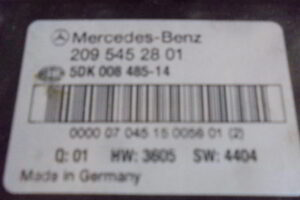 Mercedes-Benz
209 545 28 01
5DK 008 485-14
0000 07 045 15 0056 01 (2)
Q: 01 HW: 3605 SW: 4404
Made in Germany